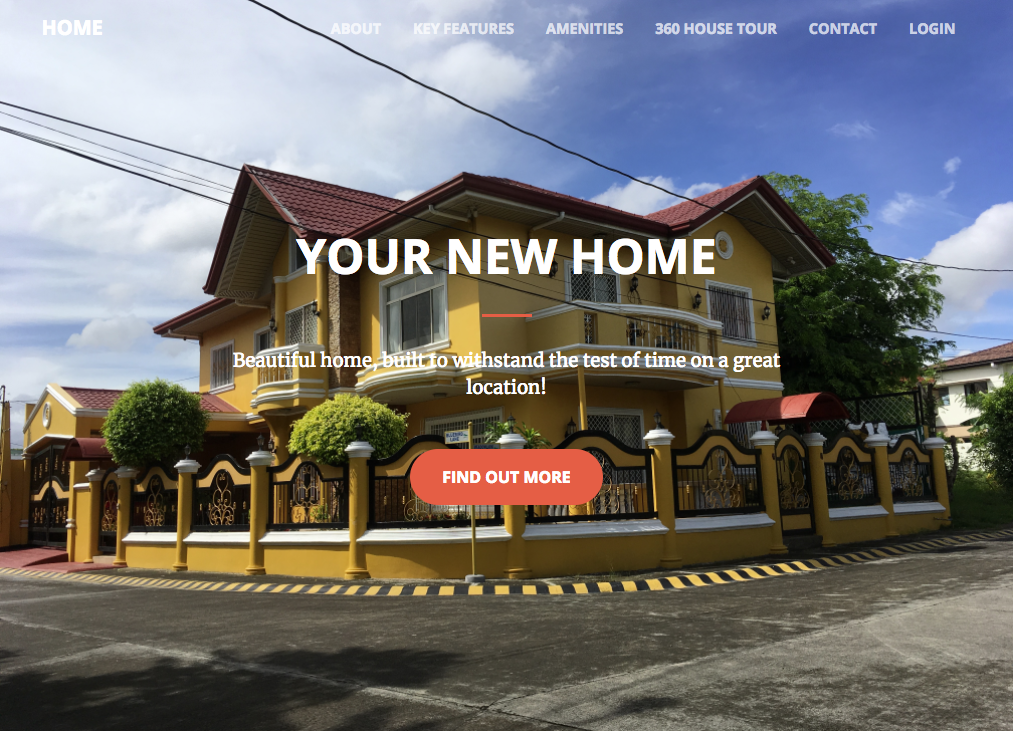 HOME
ABOUT KEY FEATURES AMENITIES 360 HOUSE TOUR CONTACT LOGIN
YOUR NEW HOME
Beautiful home, built to withstand the test of time on a great
location!
FIND OUT MORE